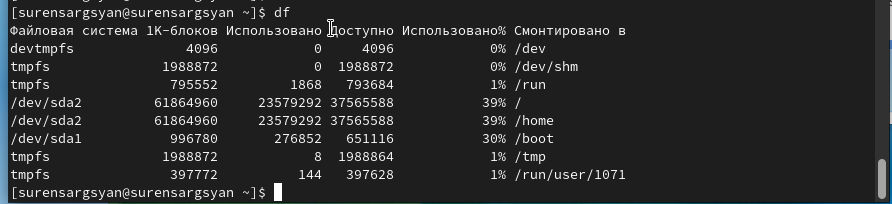 [surensargsyan@surensargsyan ~]$ df
Файловая система 1K-блоков Использовано Доступно Использовано% Смонтировано в
devtmpfs 4096 0 4096 0% /dev
tmpfs 1988872 0 1988872 0% /dev/shm
tmpfs 795552 1868 793684 1% /run
/dev/sda2 61864960 23579292 37565588 39% /
/dev/sda2 61864960 23579292 37565588 39% /home
/dev/sda1 996780 276852 651116 30% /boot
tmpfs 1988872 8 1988864 1% /tmp
tmpfs 397772 144 397628 1% /run/user/1071
[surensargsyan@surensargsyan ~]$